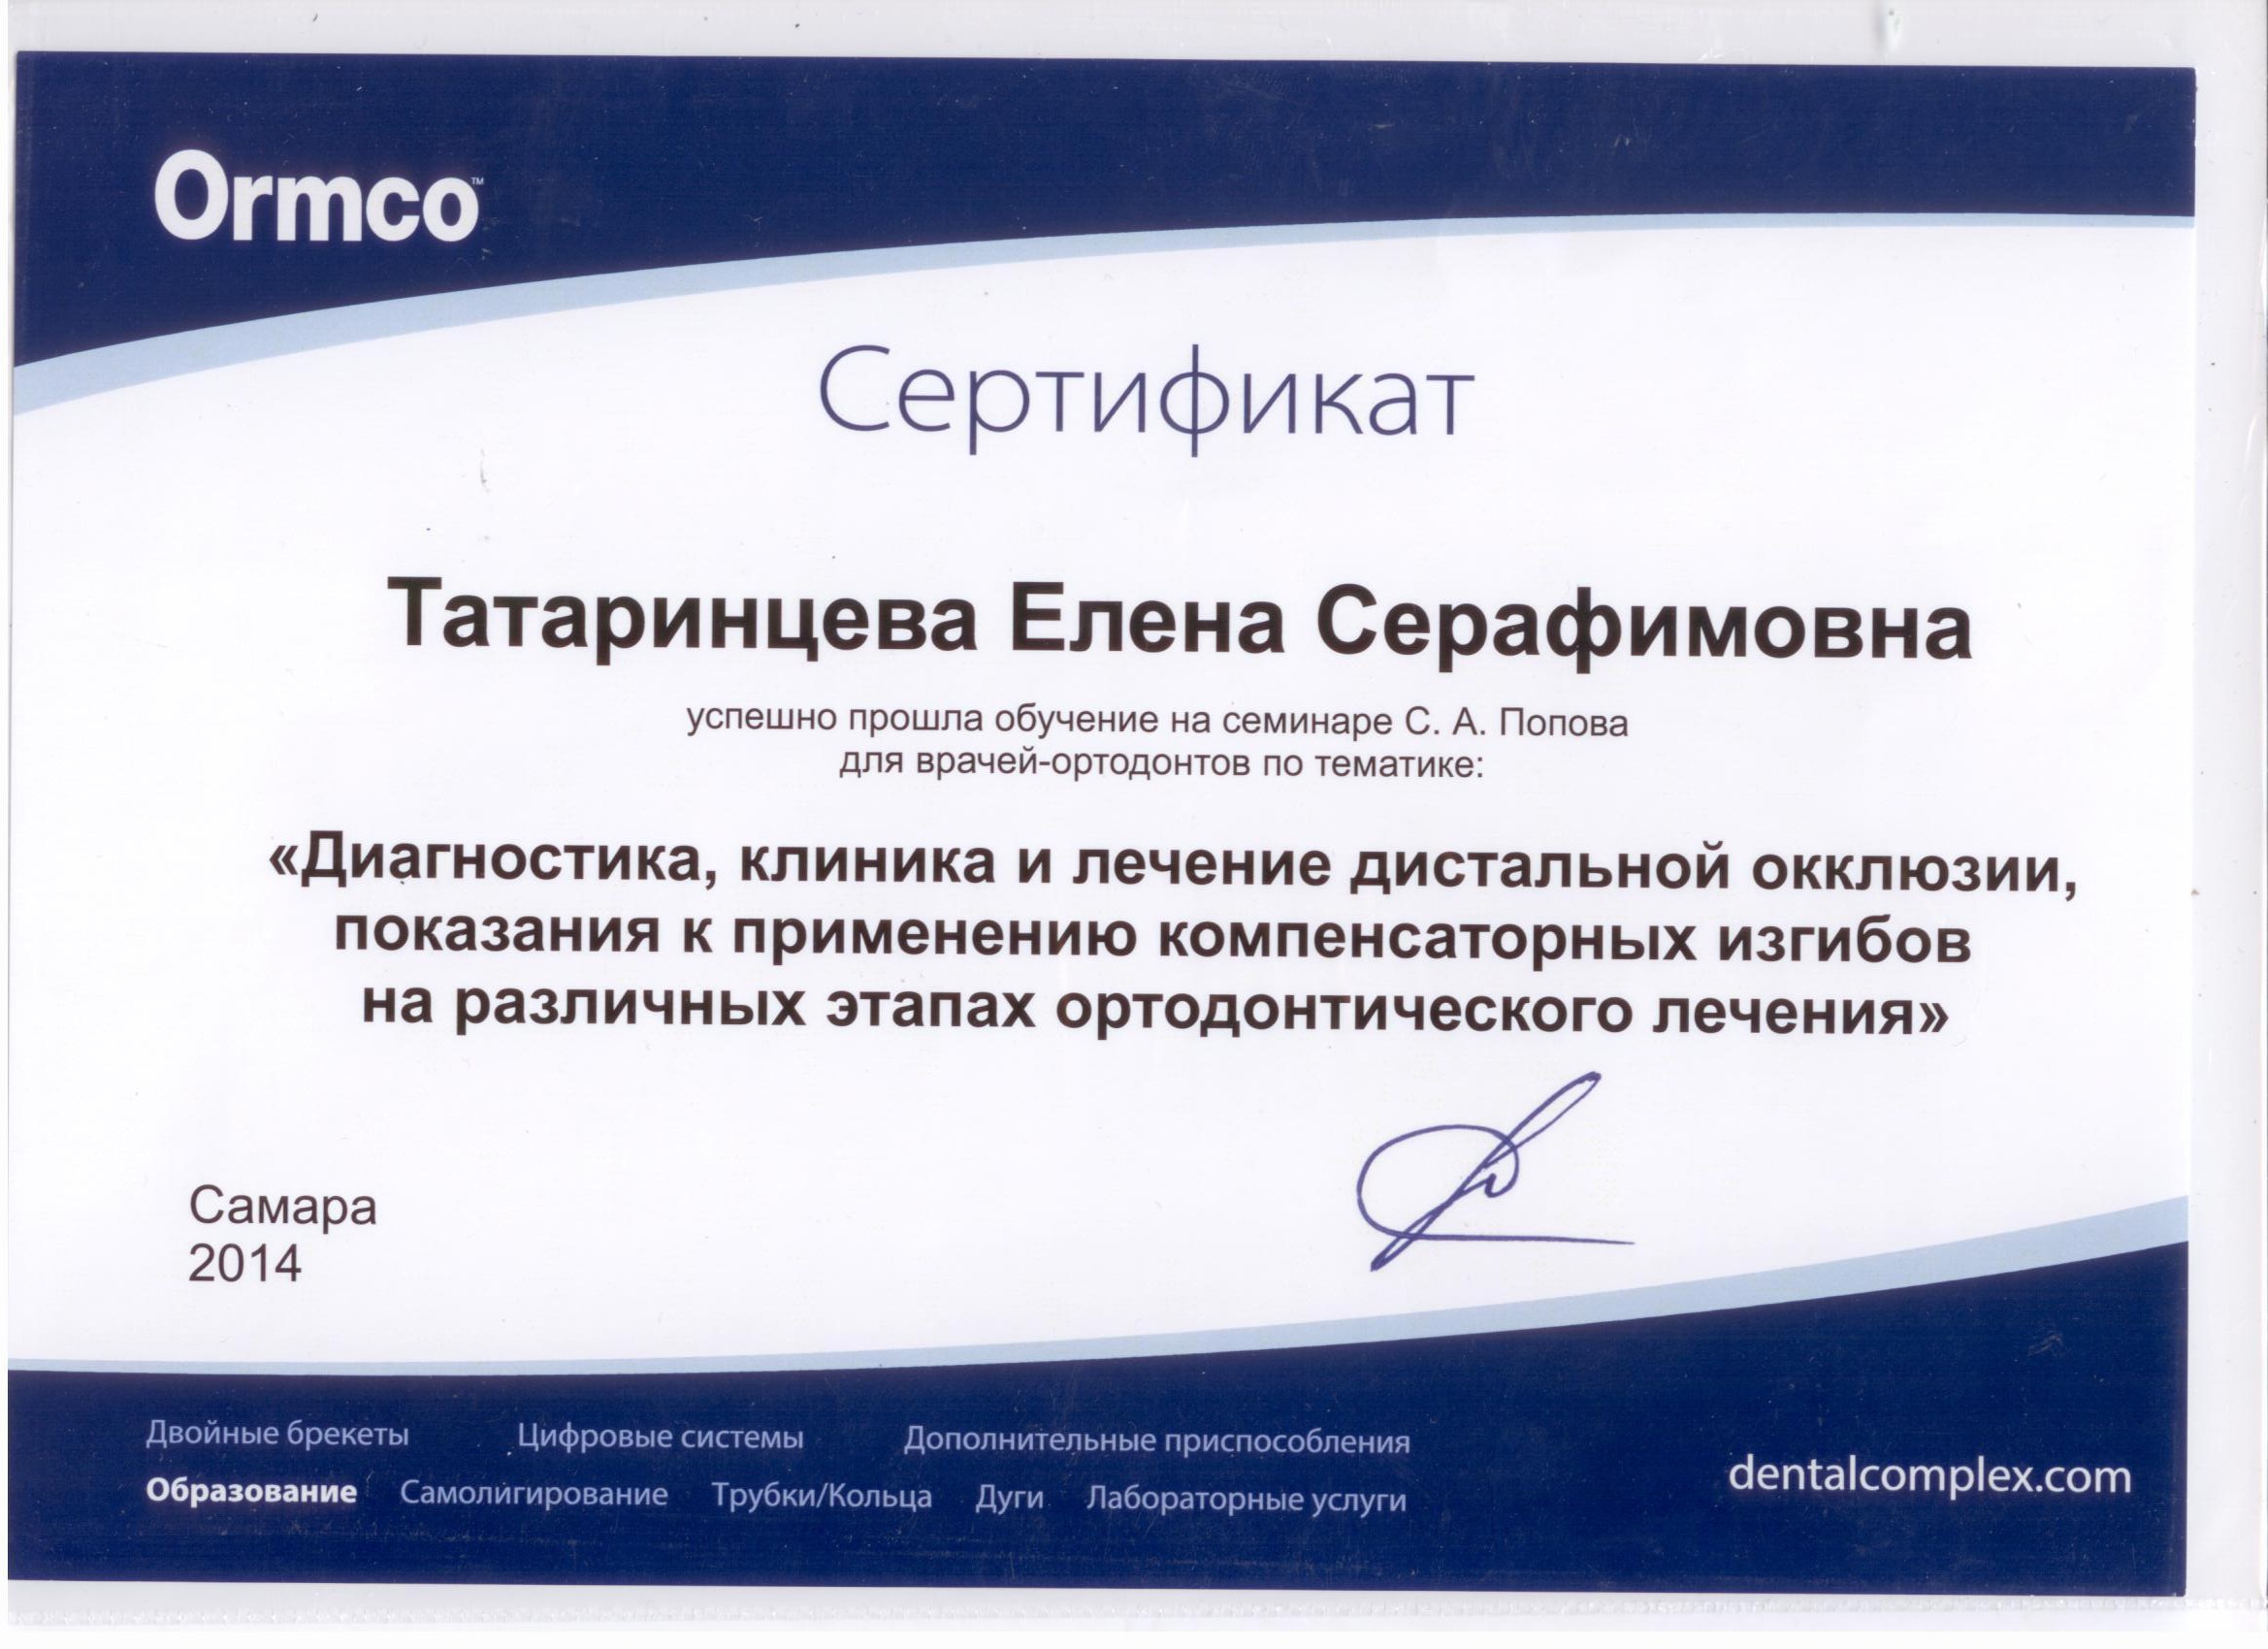 Ormco™
Сертификат
Татаринцева Елена Серафимовна
успешно прошла обучение на семинаре С. А. Попова
для врачей-ортодонтов по тематике:
«Диагностика, клиника и лечение дистальной окклюзии,
показания к применению компенсаторных изгибов
на различных этапах ортодонтического лечения»
Самара
2014
Двойные брекеты Цифровые системы Дополнительные приспособления
Образование Самолигирование Трубки/Кольца Дуги Лабораторные услуги
dentalcomplex.com